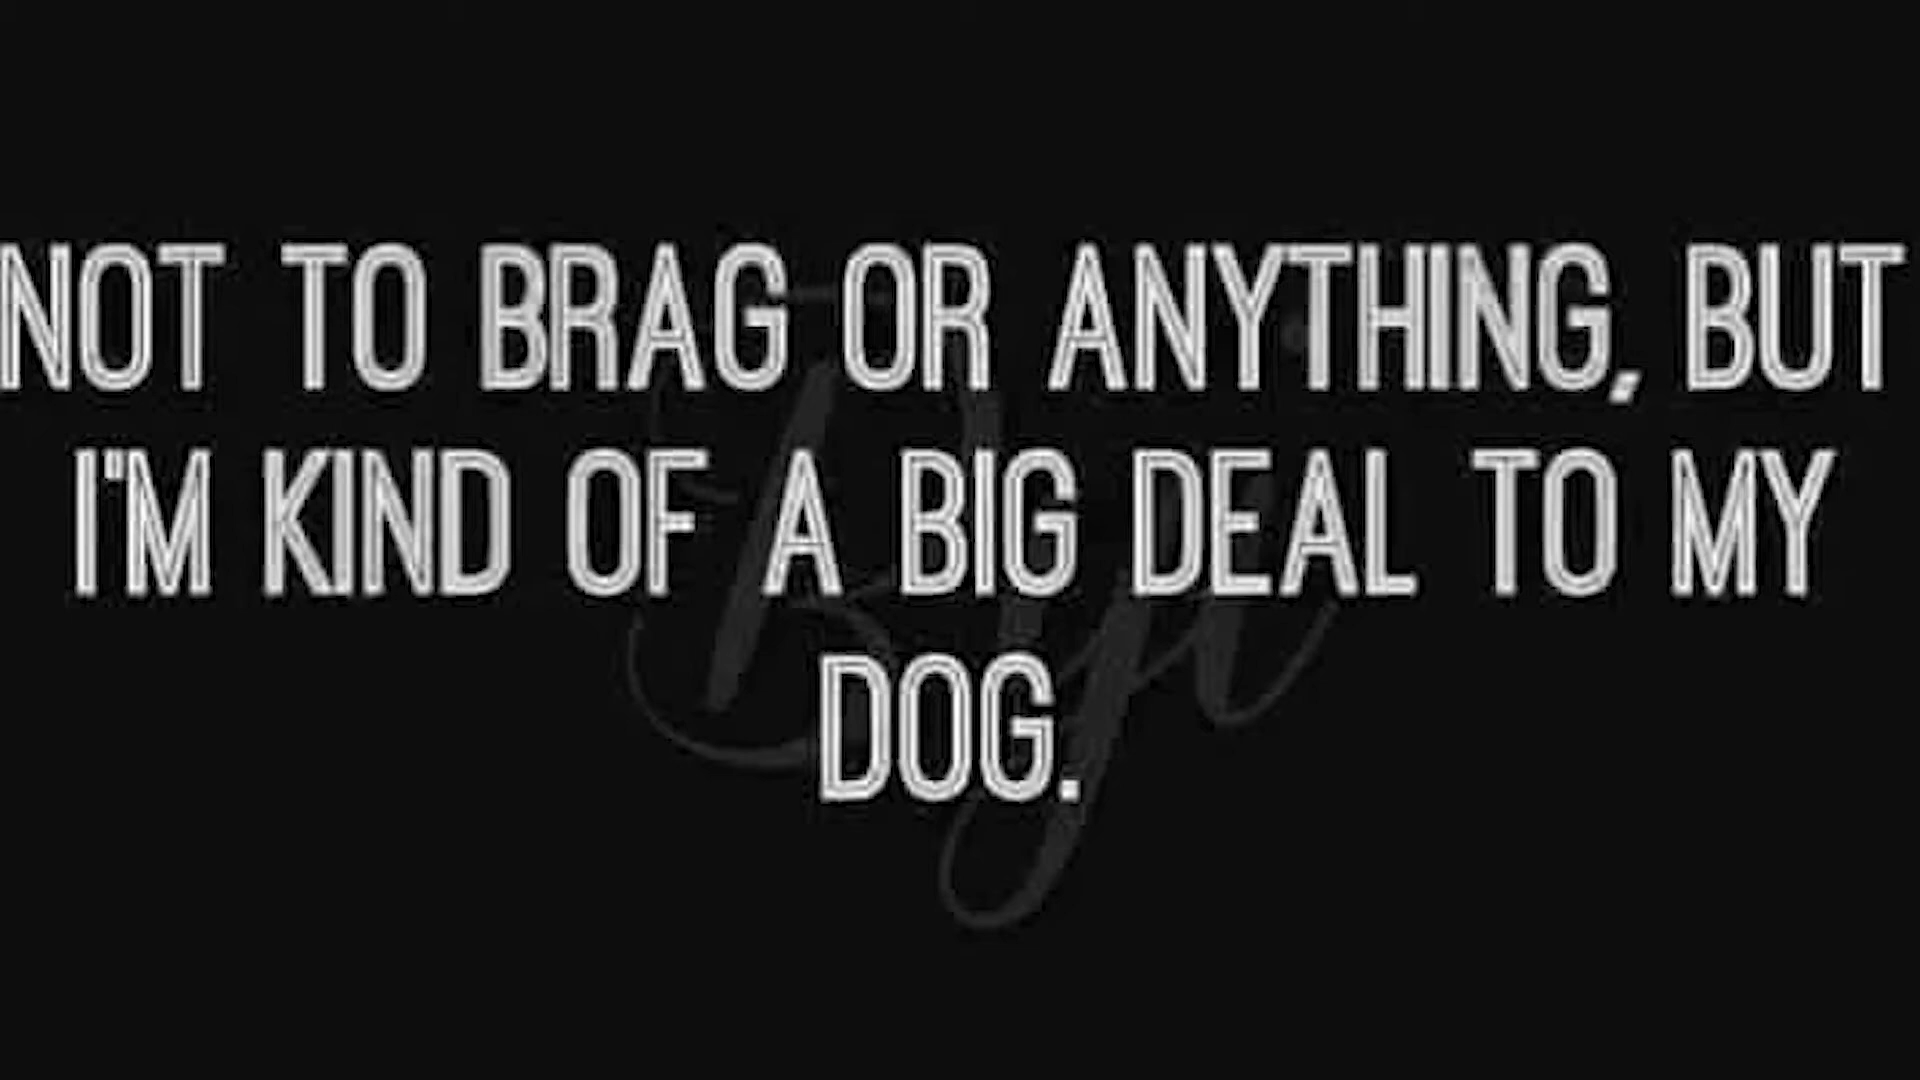 NOT TO BRAG OR ANYTHING, BUT
I'M KIND OF A BIG DEAL TO MY
DOG.